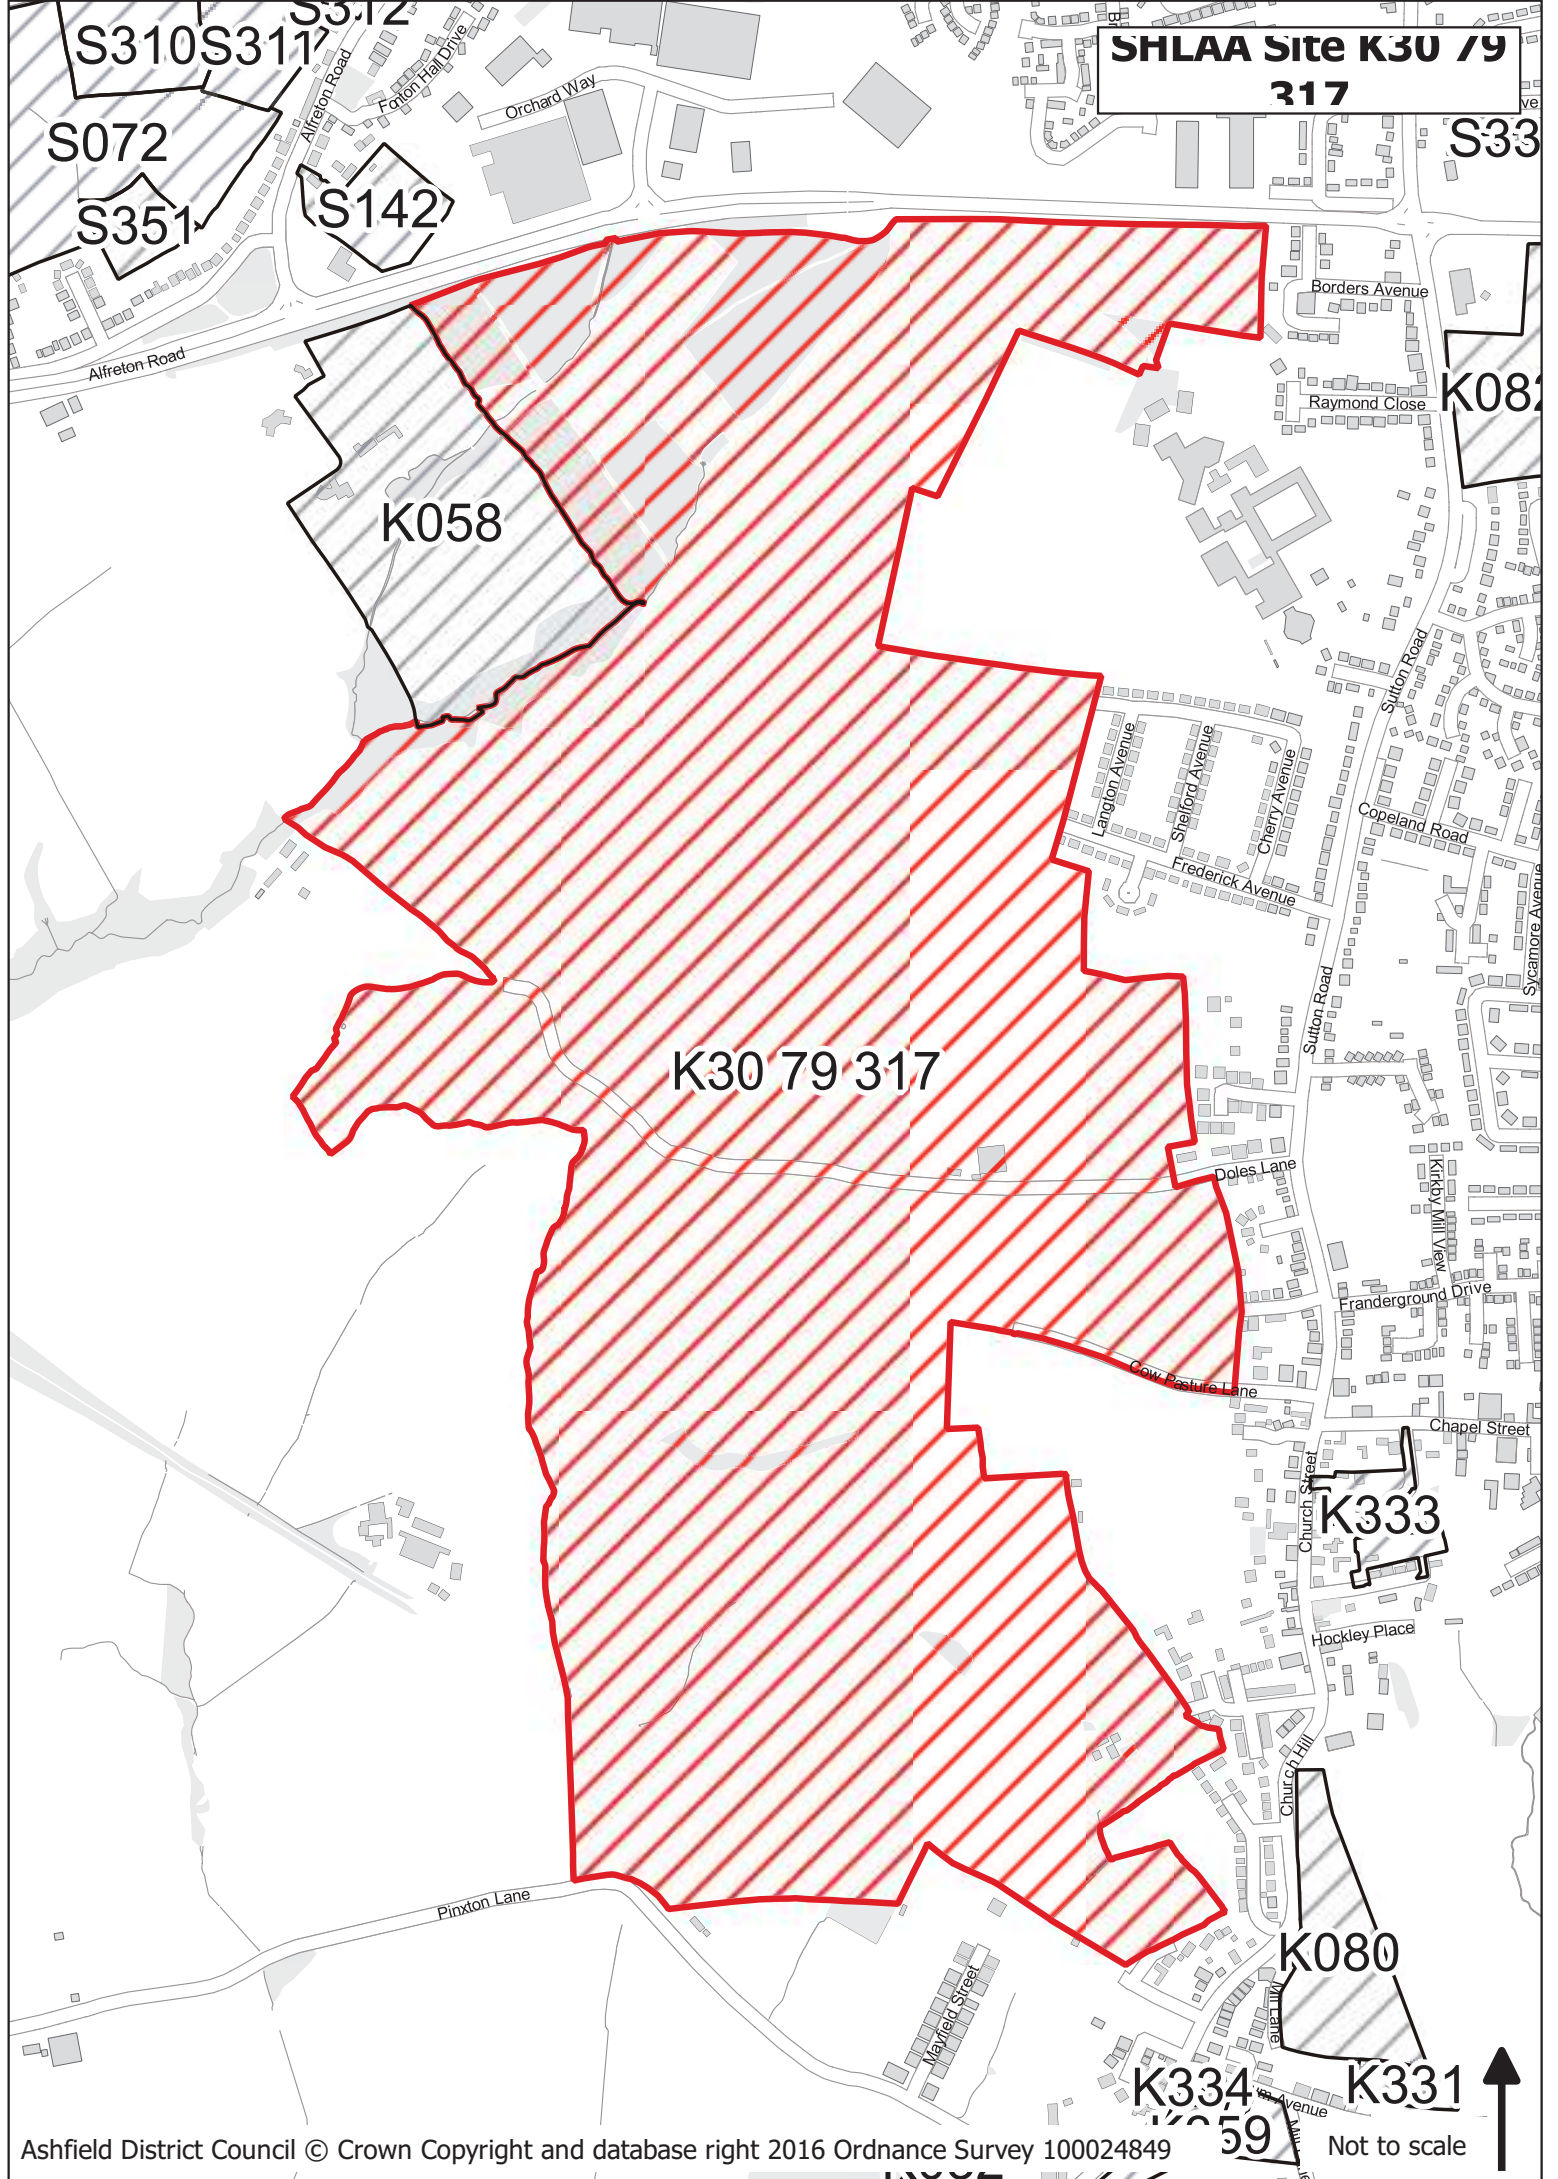 S312
S310
S311
SHLAA Site K30 79
317
Alfreton Road
Fonton Hall Drive
Orchard Way
S072
S33
S351
S142
Borders Avenue
Alfreton Road
Raymond Close
K082
K058
Sutton Road
Langton Avenue
Shelford Avenue
Cherry Avenue
Copeland Road
Frederick Avenue
Sycamore Avenue
Sutton Road
K30 79 317
Doles Lane
Kirkby Mill View
Franderground Drive
Cow Pasture Lane
Chapel Street
Church Street
K333
Hockley Place
Church Hill
Pinxton Lane
K080
Mayfield Street
Mill Lane
K334
K331
Avenue
Ashfield District Council © Crown Copyright and database right 2016 Ordnance Survey 100024849
Not to scale